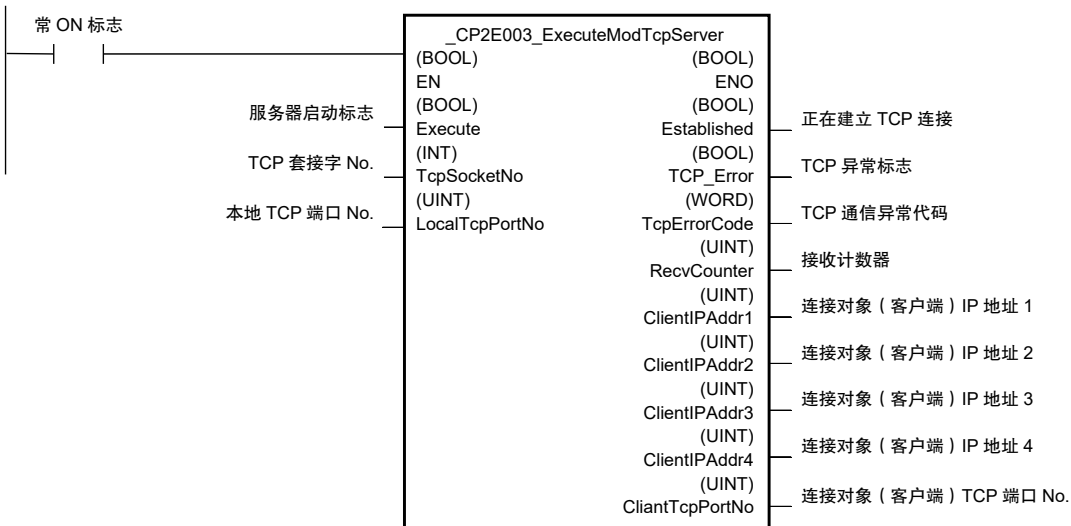 常 ON 标志
_CP2E003_ExecuteModTcpServer
(BOOL) (BOOL)
EN ENO
(BOOL) (BOOL)
服务器启动标志 Execute Established 正在建立 TCP 连接
(INT) (BOOL)
TCP 套接字 No. TcpSocketNo TCP_Error TCP 异常标志
(UINT) (WORD)
本地 TCP 端口 No. LocalTcpPortNo TcpErrorCode TCP 通信异常代码
(UINT)
RecvCounter 接收计数器
(UINT)
ClientIPAddr1 连接对象（客户端）IP 地址 1
(UINT)
ClientIPAddr2 连接对象（客户端）IP 地址 2
(UINT)
ClientIPAddr3 连接对象（客户端）IP 地址 3
(UINT)
ClientIPAddr4 连接对象（客户端）IP 地址 4
(UINT)
CliantTcpPortNo 连接对象（客户端）TCP 端口 No.